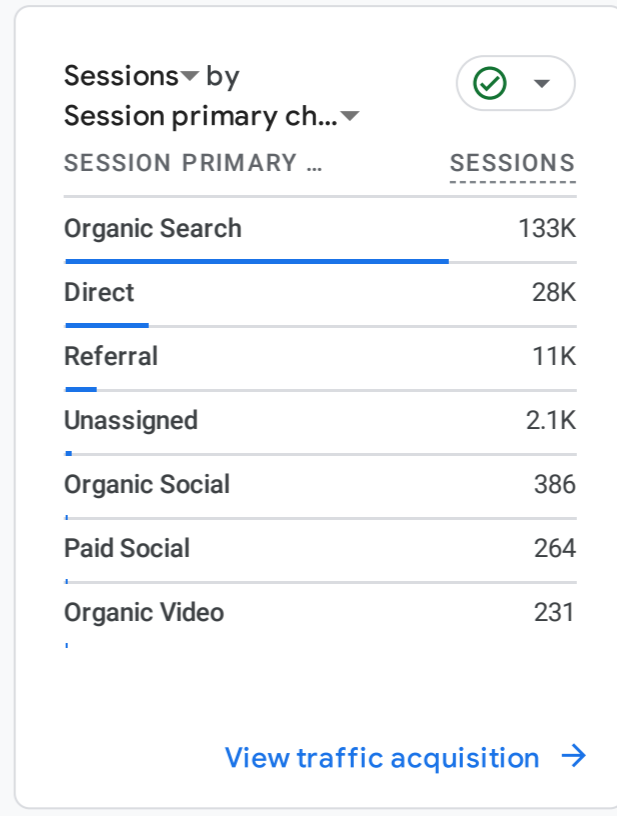 Sessions by
Session primary ch...
SESSION PRIMARY ... SESSIONS
Organic Search 133K
Direct 28K
Referral 11K
Unassigned 2.1K
Organic Social 386
Paid Social 264
Organic Video 231
View traffic acquisition